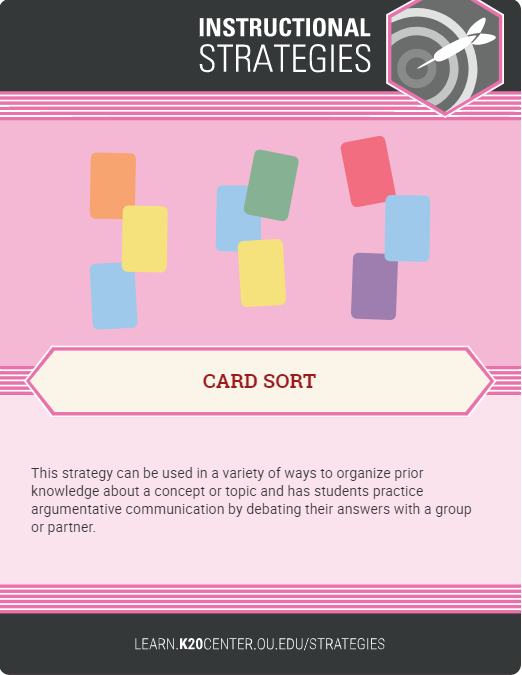 INSTRUCTIONAL
STRATEGIES
CARD SORT
This strategy can be used in a variety of ways to organize prior
knowledge about a concept or topic and has students practice
argumentative communication by debating their answers with a group
or partner.
LEARN.K20CENTER.OU.EDU/STRATEGIES